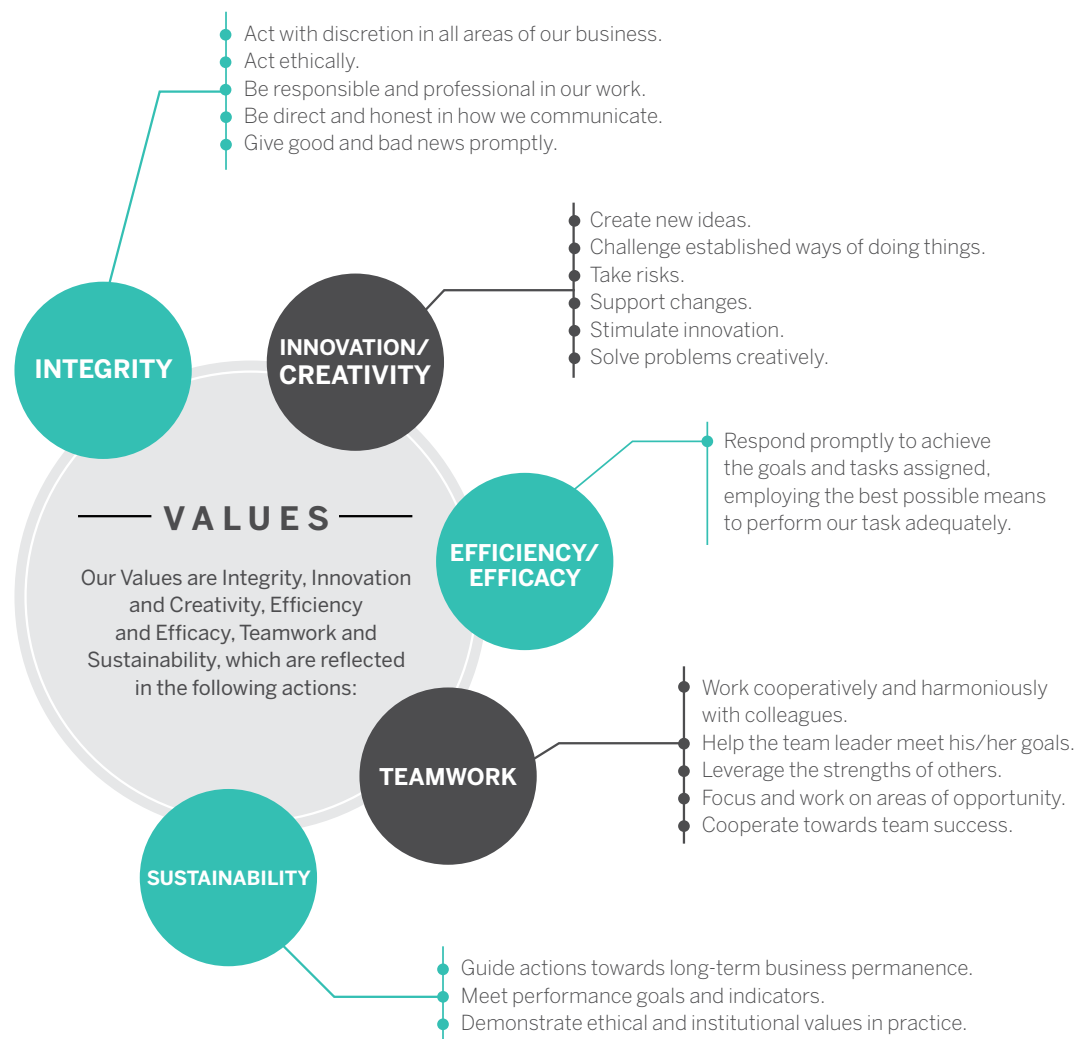 Act with discretion in all areas of our business.
Act ethically.
Be responsible and professional in our work.
Be direct and honest in how we communicate.
Give good and bad news promptly.
INTEGRITY
INNOVATION/
CREATIVITY
Create new ideas.
Challenge established ways of doing things.
Take risks.
Support changes.
Stimulate innovation.
Solve problems creatively.
VALUES
Our Values are Integrity, Innovation
and Creativity, Efficiency
and Efficacy, Teamwork and
Sustainability, which are reflected
in the following actions:
EFFICIENCY/
EFFICACY
Respond promptly to achieve
the goals and tasks assigned,
employing the best possible means
to perform our task adequately.
TEAMWORK
Work cooperatively and harmoniously
with colleagues.
Help the team leader meet his/her goals.
Leverage the strengths of others.
Focus and work on areas of opportunity.
Cooperate towards team success.
SUSTAINABILITY
Guide actions towards long-term business permanence.
Meet performance goals and indicators.
Demonstrate ethical and institutional values in practice.